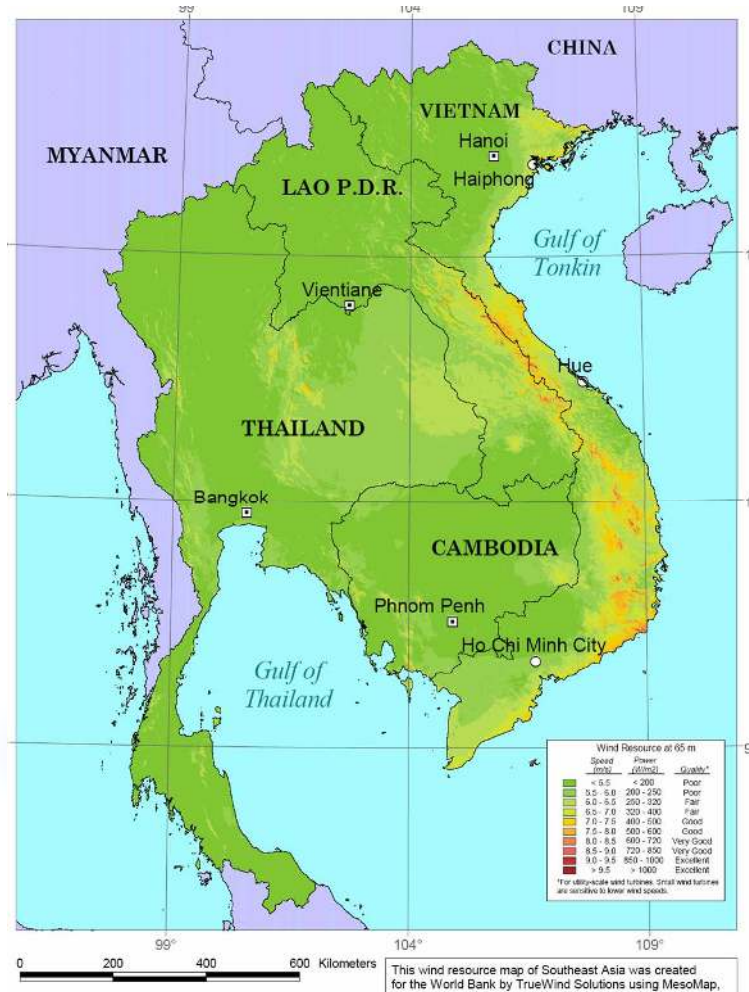 99
104
109
CHINA
VIETNAM
Hanoi
MYANMAR
Haiphong
LAO P.D.R.
Gulf of
Tonkin
Vientiane
Hue
THAILAND
Bangkok
CAMBODIA
Phnom Penh
Ho Chi Minh City
Gulf of
Thailand
Wind Resource at 65 m
Speed (m/s) Power (W/m2) Quality*
< 5.5 < 200 Poor
5.5 - 6.0 200 - 250 Poor
6.0 - 6.5 250 - 320 Fair
6.5 - 7.0 320 - 400 Fair
7.0 - 7.5 400 - 500 Good
7.5 - 8.0 500 - 600 Good
8.0 - 8.5 600 - 720 Very Good
8.5 - 9.0 720 - 850 Very Good
9.0 - 9.5 850 - 1000 Excellent
> 9.5 > 1000 Excellent
*For utility-scale wind turbines. Small wind turbines
are sensitive to lower wind speeds.
99° 104° 109°
0 200 400 600 Kilometers
This wind resource map of Southeast Asia was created
for the World Bank by TrueWind Solutions using MesoMap,